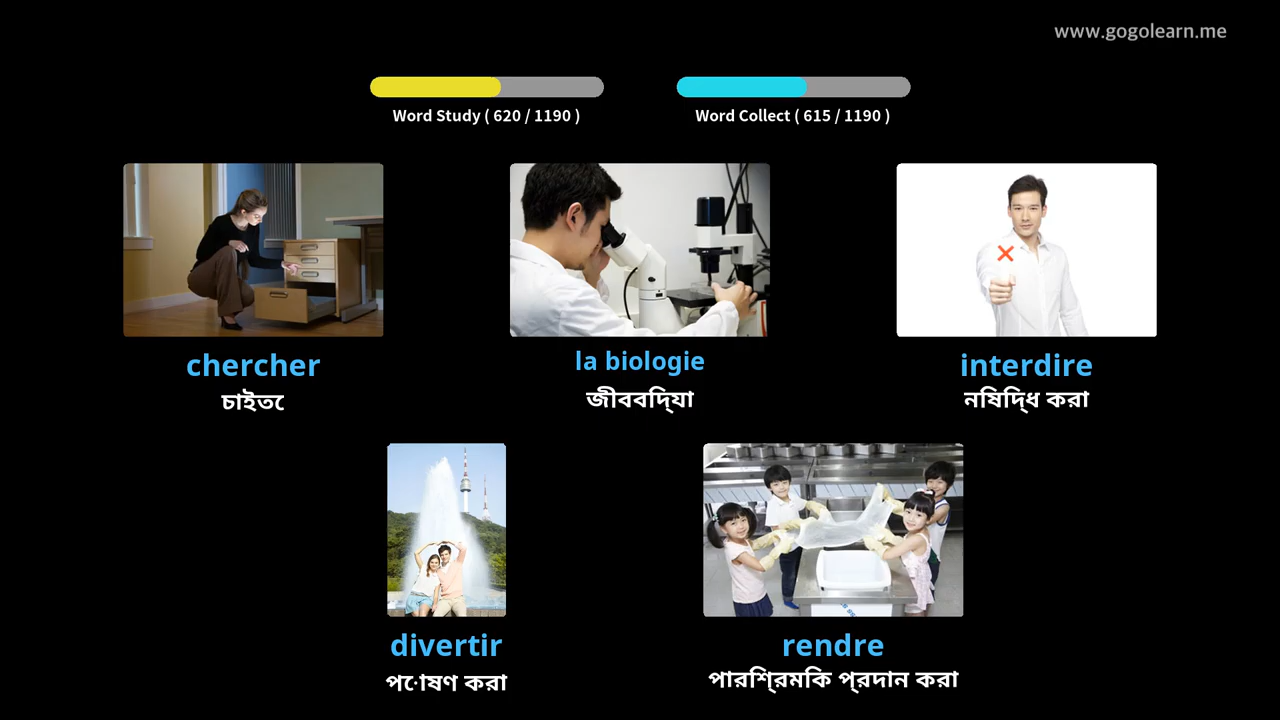 www.gogolearn.me
Word Study ( 620 / 1190 )
Word Collect ( 615 / 1190 )
chercher
চাইতে
la biologie
জীববিদ্যা
interdire
নিষিদ্ধ করা
divertir
পোষণ করা
rendre
পারিশ্রমিক প্রদান করা